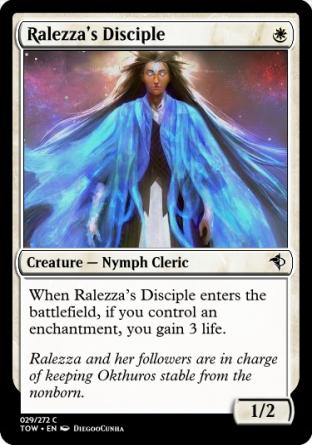 Ralezza's Disciple
Creature — Nymph Cleric
When Ralezza's Disciple enters the
battlefield, if you control an
enchantment, you gain 3 life.
Ralezza and her followers are in charge
of keeping Okthuros stable from the
nonborn.
1/2
029/272 C
TOW • EN DiegooCunha